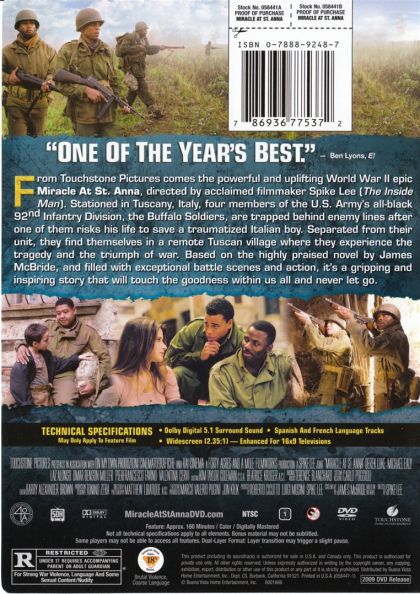 Stock No. 058441A
PROOF OF PURCHASE
MIRACLE AT ST. ANNA
Stock No. 058441B
PROOF OF PURCHASE
MIRACLE AT ST. ANNA
ISBN 0-7888-9248-7
7 86936 77537 2
"ONE OF THE YEAR'S BEST." – Ben Lyons, E!
From Touchstone Pictures comes the powerful and uplifting World War II epic
Miracle At St. Anna, directed by acclaimed filmmaker Spike Lee (The Inside
Man). Stationed in Tuscany, Italy, four members of the U.S. Army's all-black
92nd Infantry Division, the Buffalo Soldiers, are trapped behind enemy lines after
one of them risks his life to save a traumatized Italian boy. Separated from their
unit, they find themselves in a remote Tuscan village where they experience the
tragedy and the triumph of war. Based on the highly praised novel by James
McBride, and filled with exceptional battle scenes and action, it's a gripping and
inspiring story that will touch the goodness within us all and never let go.
TECHNICAL SPECIFICATIONS
May Only Apply To Feature Film
• Dolby Digital 5.1 Surround Sound • Spanish And French Language Tracks
• Widescreen (2.35:1) — Enhanced For 16x9 Televisions
MiracleAtStAnnaDVD.com
NTSC
1
DVD
VIDEO
TOUCHSTONE
Feature: Approx. 160 Minutes / Color / Digitally Mastered
Not all technical specifications apply to all elements. Bonus material may not be rated.
Some players may not be able to access all features. Dual-Layer Format: Layer transition may trigger a slight pause.
R
RESTRICTED
UNDER 17 REQUIRES ACCOMPANYING
PARENT OR ADULT GUARDIAN
For Strong War Violence, Language And Some
Sexual Content/Nudity
18
Brutal Violence,
Coarse Language
2009 DVD Release